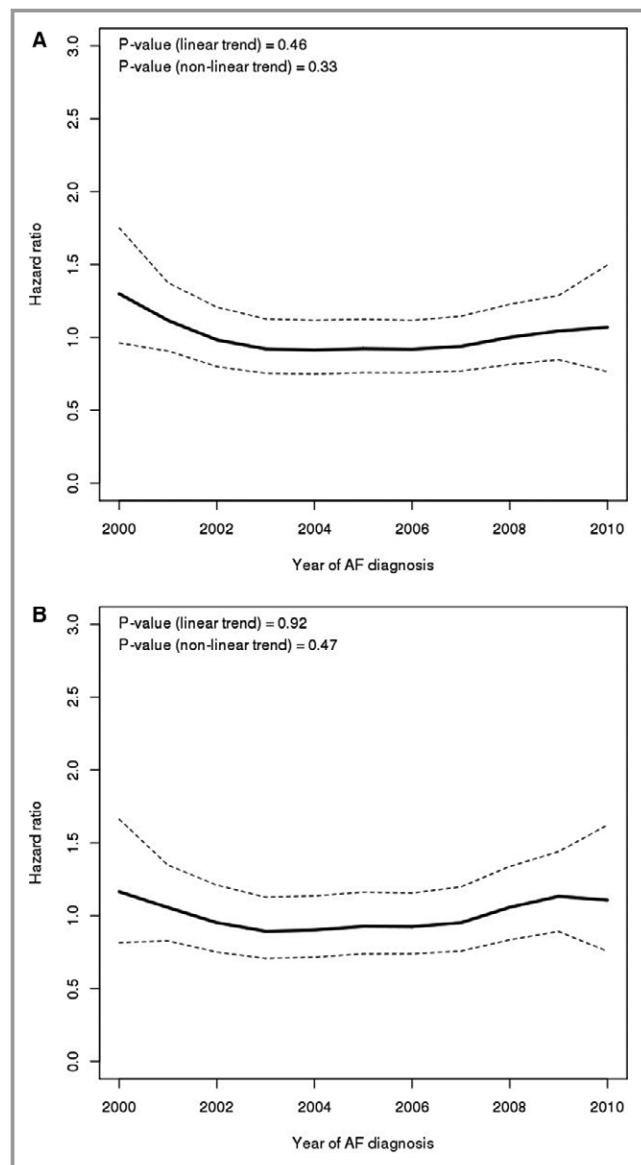 A
P-value (linear trend) = 0.46
P-value (non-linear trend) = 0.33
3.0
2.5
2.0
1.5
1.0
0.5
0.0
Hazard ratio
2000 2002 2004 2006 2008 2010
Year of AF diagnosis
B
P-value (linear trend) = 0.92
P-value (non-linear trend) = 0.47
3.0
2.5
2.0
1.5
1.0
0.5
0.0
Hazard ratio
2000 2002 2004 2006 2008 2010
Year of AF diagnosis